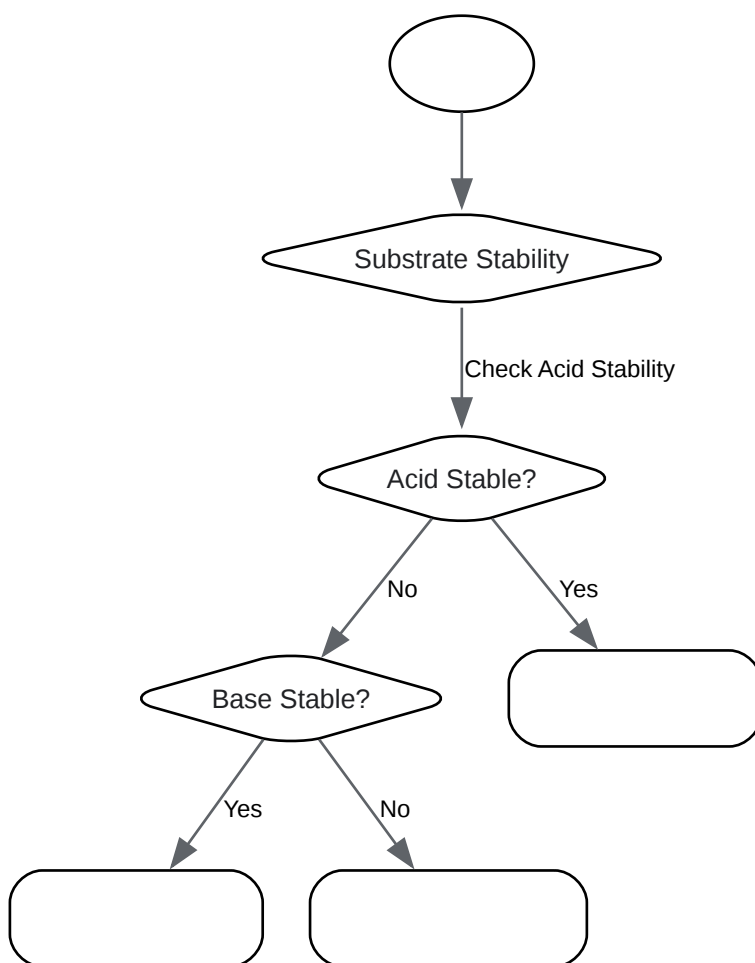 Substrate Stability
Check Acid Stability
Acid Stable?
No
Yes
Base Stable?
Yes
No